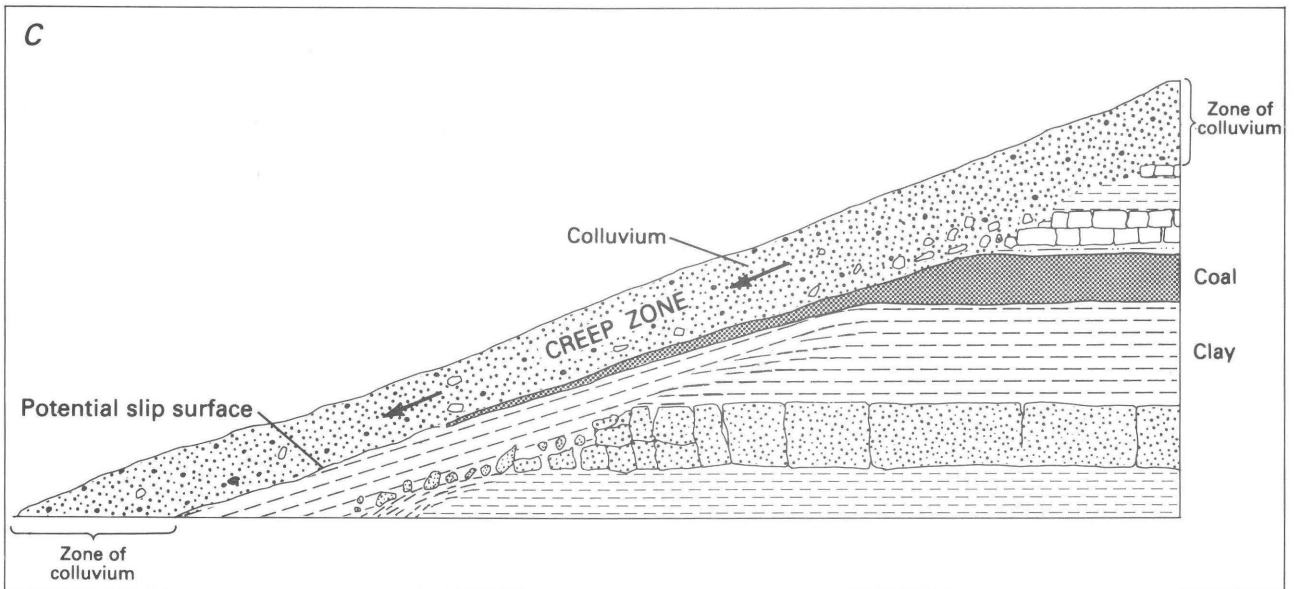 C
Zone of
colluvium
Colluvium
CREEP ZONE
Coal
Clay
Potential slip surface
Zone of
colluvium